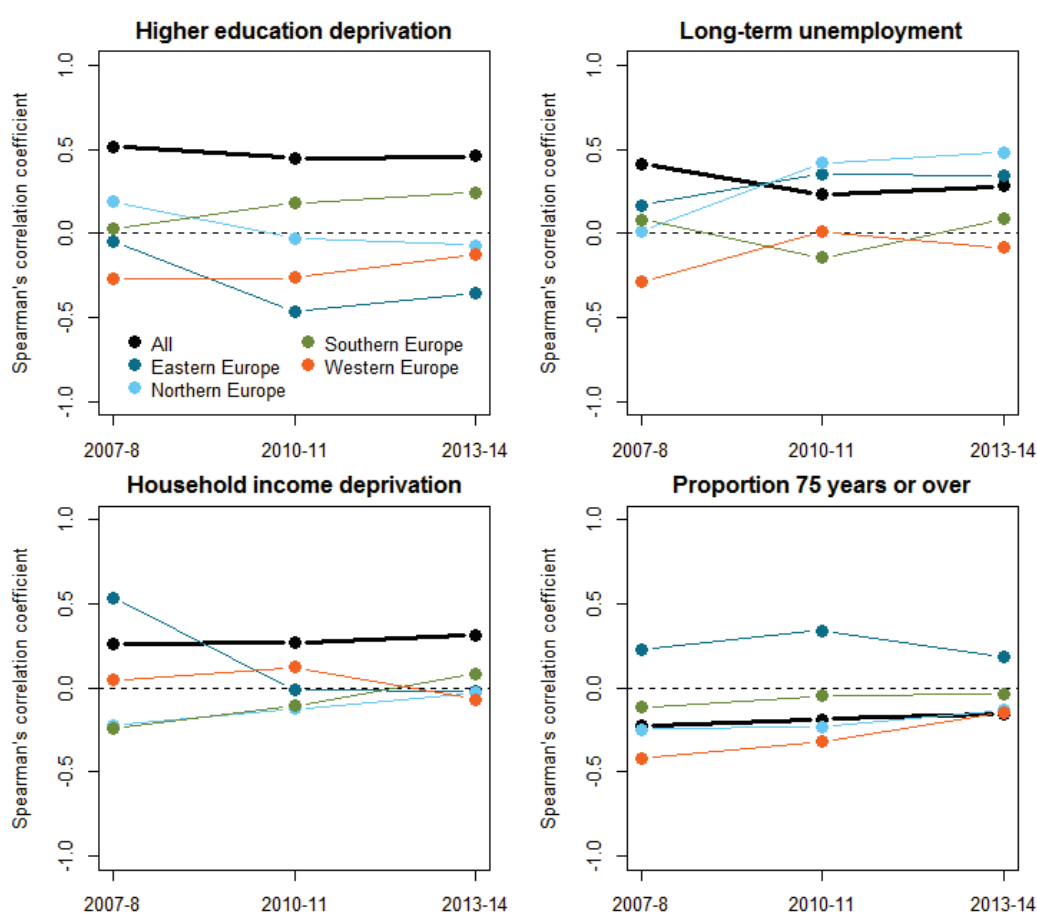 Higher education deprivation
Spearman's correlation coefficient
1.0
0.5
0.0
-0.5
-1.0
All
Eastern Europe
Northern Europe
Southern Europe
Western Europe
2007-8
2010-11
2013-14
Long-term unemployment
Spearman's correlation coefficient
1.0
0.5
0.0
-0.5
-1.0
2007-8
2010-11
2013-14
Household income deprivation
Spearman's correlation coefficient
1.0
0.5
0.0
-0.5
-1.0
2007-8
2010-11
2013-14
Proportion 75 years or over
Spearman's correlation coefficient
1.0
0.5
0.0
-0.5
-1.0
2007-8
2010-11
2013-14